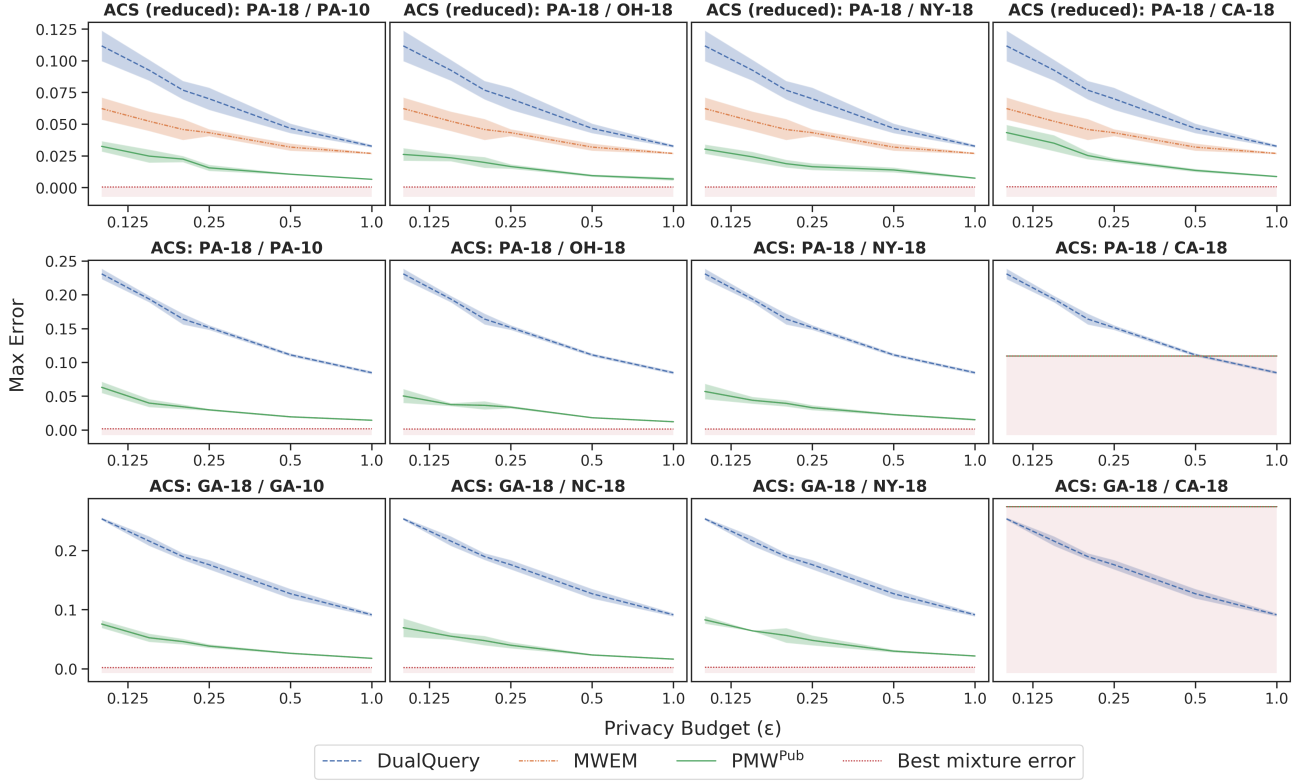 ACS (reduced): PA-18 / PA-10 ACS (reduced): PA-18 / OH-18 ACS (reduced): PA-18 / NY-18 ACS (reduced): PA-18 / CA-18
0.125
0.100
0.075
0.050
0.025
0.000
0.125 0.25 0.5 1.0 0.125 0.25 0.5 1.0 0.125 0.25 0.5 1.0 0.125 0.25 0.5 1.0
ACS: PA-18 / PA-10 ACS: PA-18 / OH-18 ACS: PA-18 / NY-18 ACS: PA-18 / CA-18
Max Error
0.25
0.20
0.15
0.10
0.05
0.00
0.125 0.25 0.5 1.0 0.125 0.25 0.5 1.0 0.125 0.25 0.5 1.0 0.125 0.25 0.5 1.0
ACS: GA-18 / GA-10 ACS: GA-18 / NC-18 ACS: GA-18 / NY-18 ACS: GA-18 / CA-18
0.2
0.1
0.0
0.125 0.25 0.5 1.0 0.125 0.25 0.5 1.0 0.125 0.25 0.5 1.0 0.125 0.25 0.5 1.0
Privacy Budget (ε)
DualQuery MWEM PMW^Pub Best mixture error